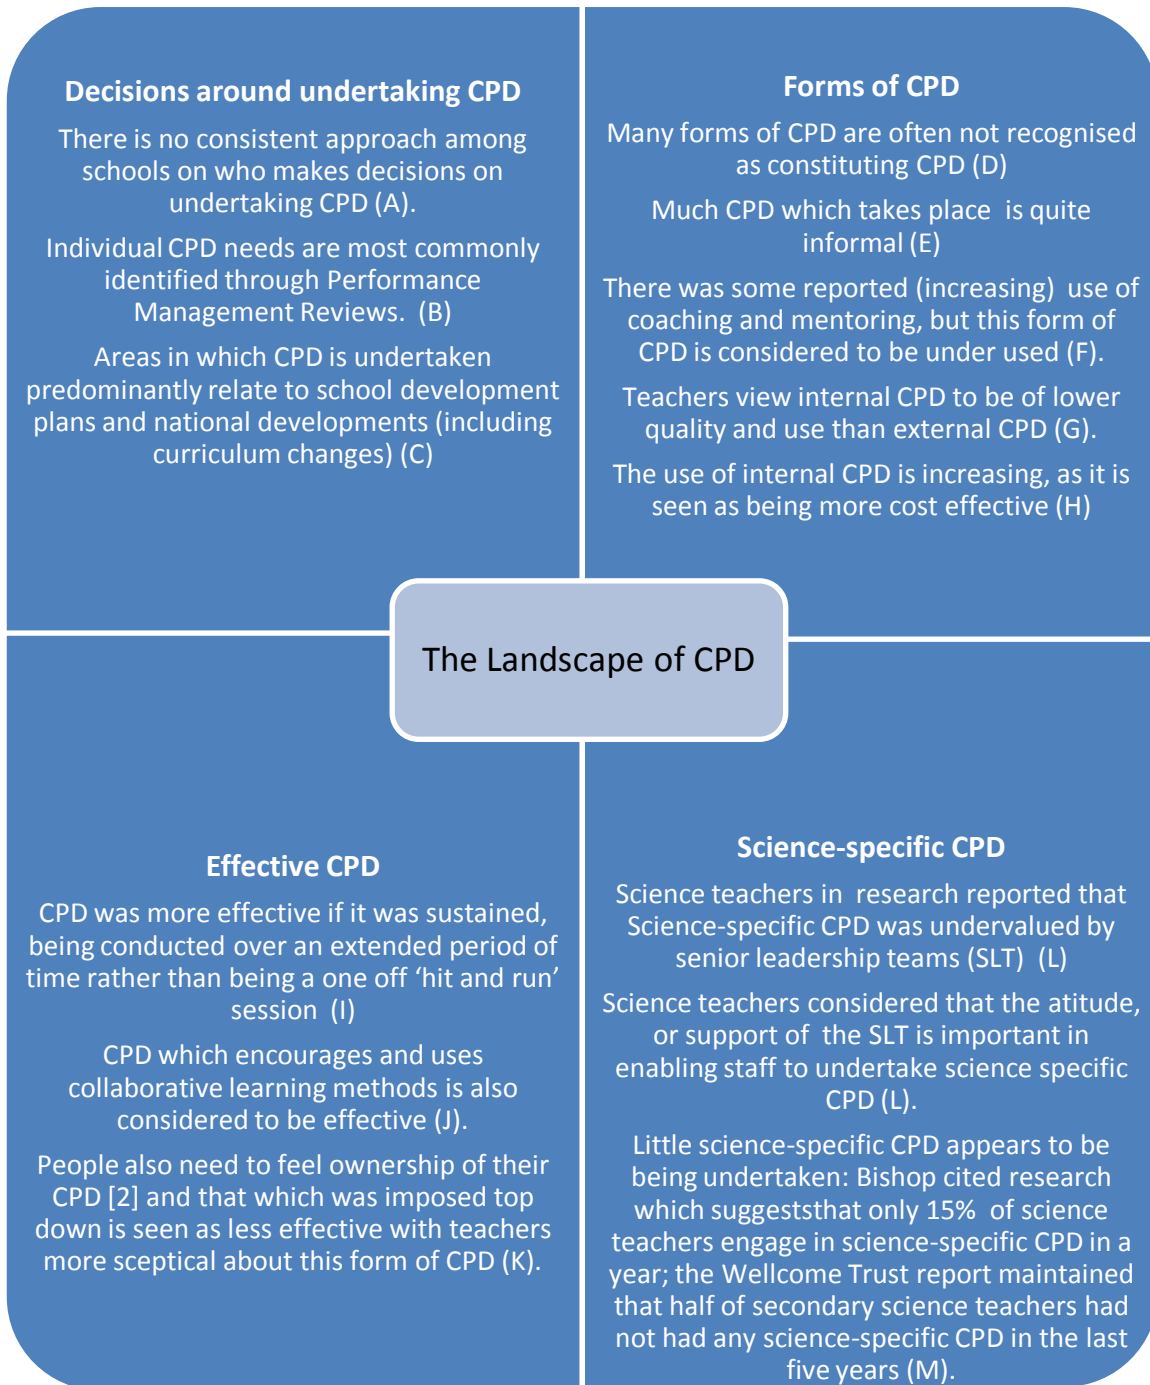 Decisions around undertaking CPD
There is no consistent approach among
schools on who makes decisions on
undertaking CPD (A).
Individual CPD needs are most commonly
identified through Performance
Management Reviews. (B)
Areas in which CPD is undertaken
predominantly relate to school development
plans and national developments (including
curriculum changes) (C)
Forms of CPD
Many forms of CPD are often not recognised
as constituting CPD (D)
Much CPD which takes place is quite
informal (E)
There was some reported (increasing) use of
coaching and mentoring, but this form of
CPD is considered to be under used (F).
Teachers view internal CPD to be of lower
quality and use than external CPD (G).
The use of internal CPD is increasing, as it is
seen as being more cost effective (H)
The Landscape of CPD
Effective CPD
CPD was more effective if it was sustained,
being conducted over an extended period of
time rather than being a one off ‘hit and run’
session (I)
CPD which encourages and uses
collaborative learning methods is also
considered to be effective (J).
People also need to feel ownership of their
CPD [2] and that which was imposed top
down is seen as less effective with teachers
more sceptical about this form of CPD (K).
Science-specific CPD
Science teachers in research reported that
Science-specific CPD was undervalued by
senior leadership teams (SLT) (L)
Science teachers considered that the atitude,
or support of the SLT is important in
enabling staff to undertake science specific
CPD (L).
Little science-specific CPD appears to be
being undertaken: Bishop cited research
which suggeststhat only 15% of science
teachers engage in science-specific CPD in a
year; the Wellcome Trust report maintained
that half of secondary science teachers had
not had any science-specific CPD in the last
five years (M).